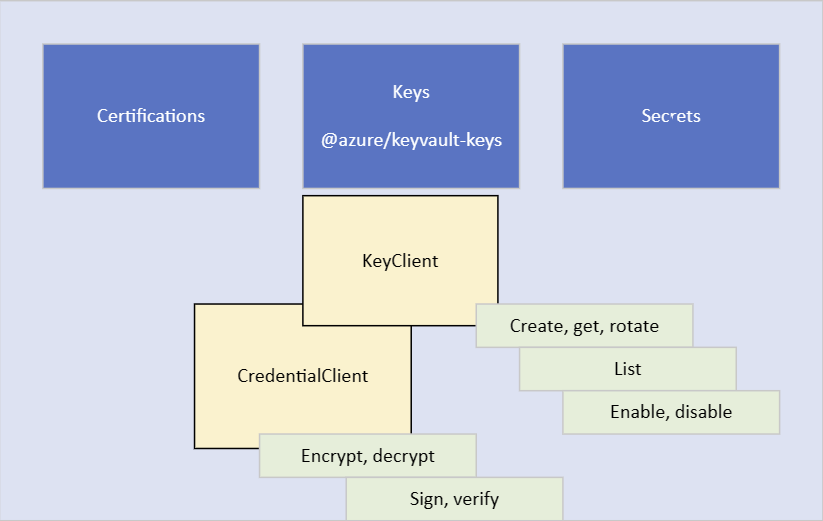 Certifications
Keys
@azure/keyvault-keys
Secrets
KeyClient
Create, get, rotate
List
Enable, disable
CredentialClient
Encrypt, decrypt
Sign, verify